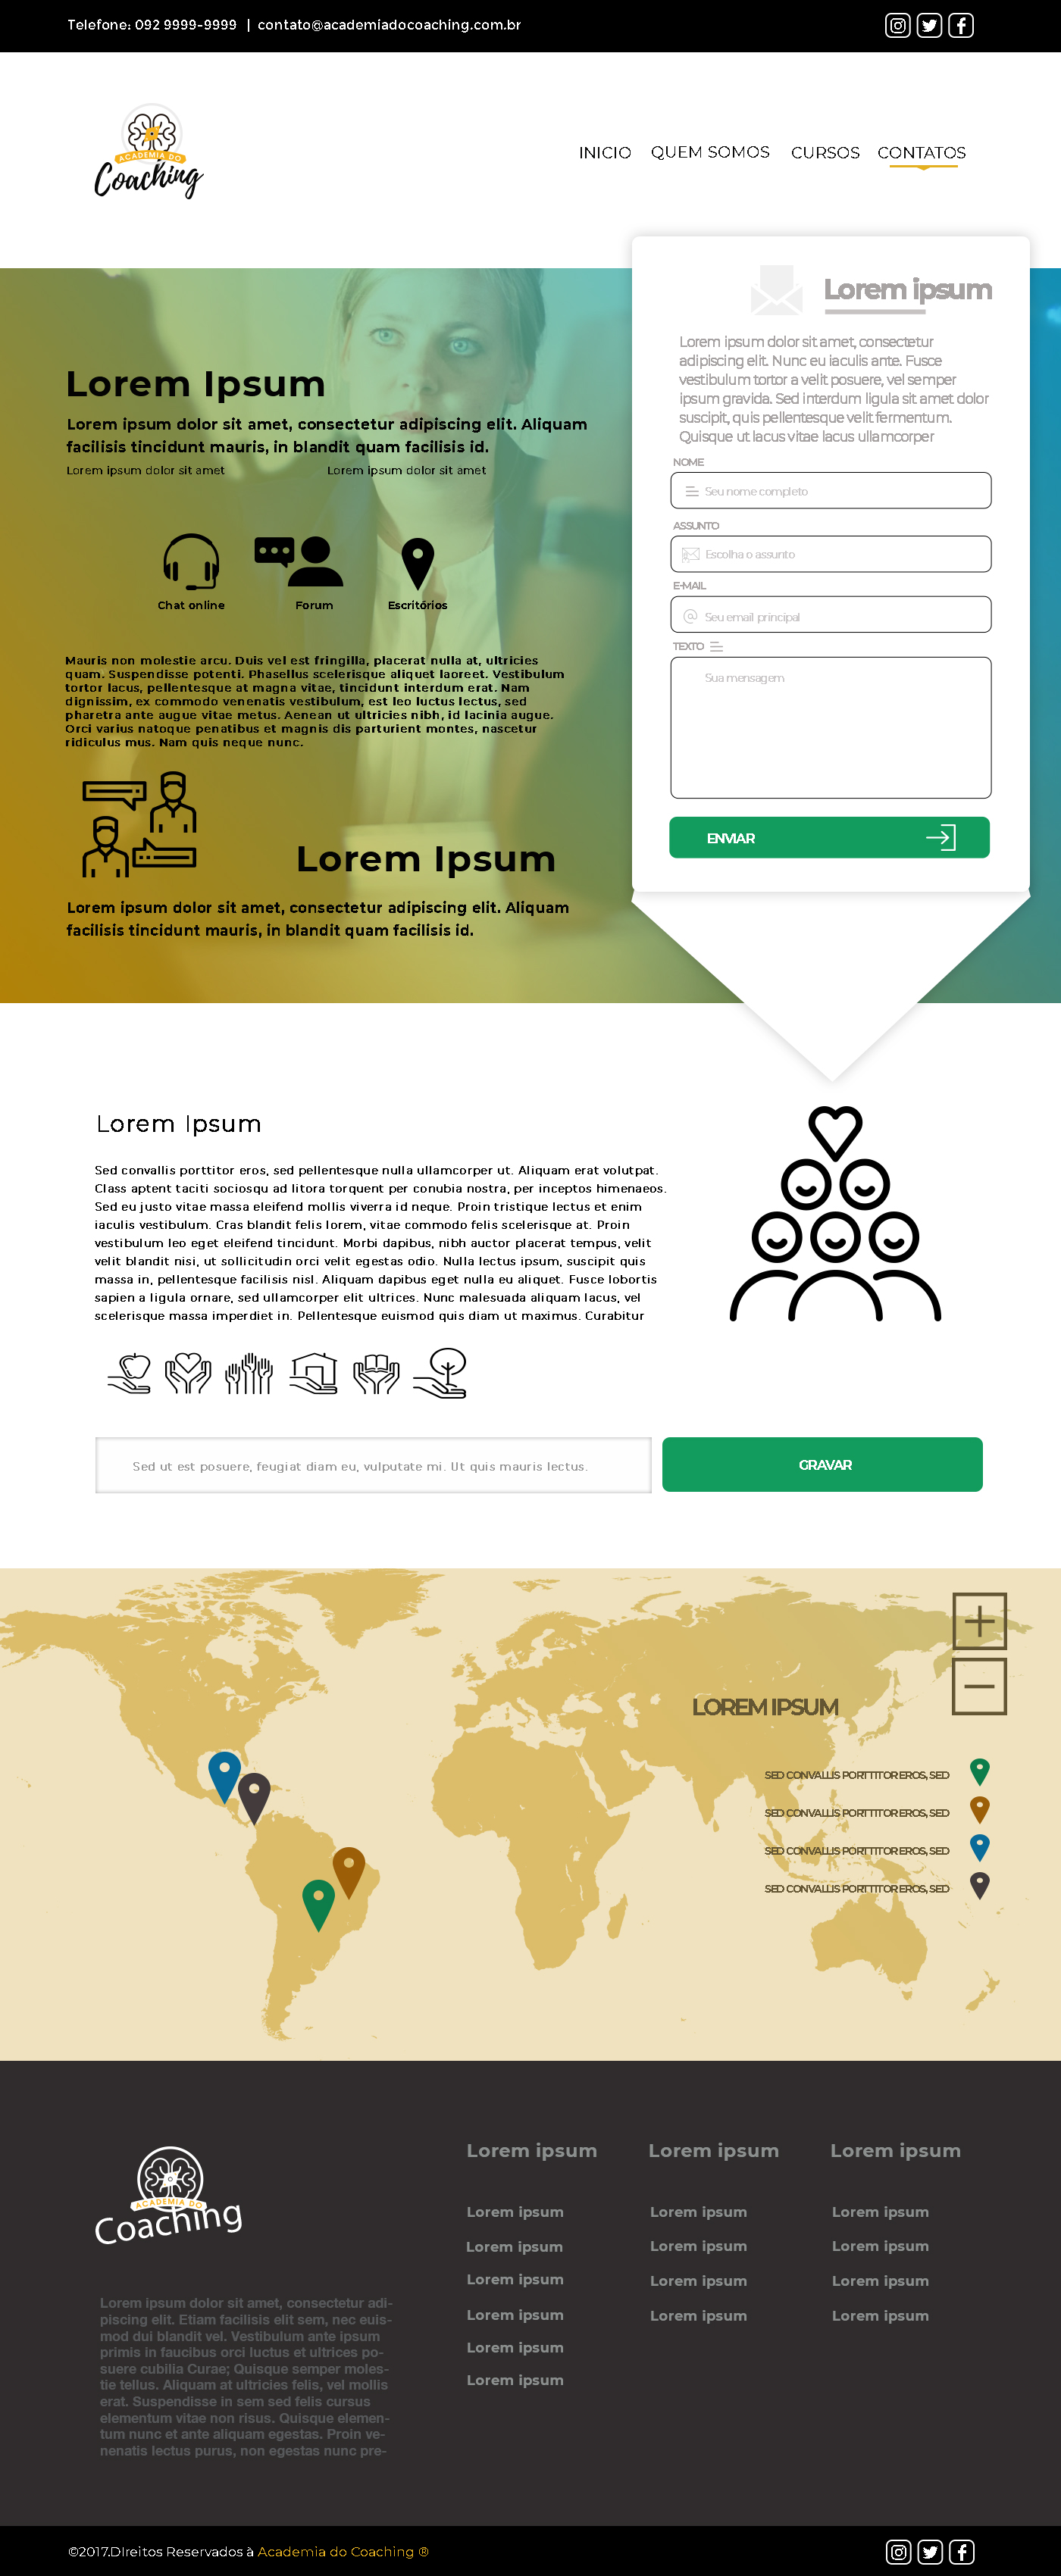 Telefone: 092 9999-9999 | contato@academiadocoaching.com.br
ACADEMIA DO
Coaching
INICIO QUEM SOMOS CURSOS CONTATOS
Lorem ipsum
Lorem ipsum dolor sit amet, consectetur
adipiscing elit. Nunc eu iaculis ante. Fusce
vestibulum tortor a velit posuere, vel semper
ipsum gravida. Sed interdum ligula sit amet dolor
suscipit, quis pellentesque velit fermentum.
Quisque ut lacus vitae lacus ullamcorper
NOME
Seu nome completo
ASSUNTO
Escolha o assunto
E-MAIL
Seu email principal
TEXTO
Sua mensagem
ENVIAR
Lorem Ipsum
Lorem ipsum dolor sit amet, consectetur adipiscing elit. Aliquam
facilisis tincidunt mauris, in blandit quam facilisis id.
Lorem ipsum dolor sit amet Lorem ipsum dolor sit amet
Chat online Forum Escritórios
Mauris non molestie arcu. Duis vel est fringilla, placerat nulla at, ultricies
quam. Suspendisse potenti. Phasellus scelerisque aliquet laoreet. Vestibulum
tortor lacus, pellentesque at magna vitae, tincidunt interdum erat. Nam
dignissim, ex commodo venenatis vestibulum, est leo luctus lectus, sed
pharetra ante augue vitae metus. Aenean ut ultricies nibh, id lacinia augue.
Orci varius natoque penatibus et magnis dis parturient montes, nascetur
ridiculus mus. Nam quis neque nunc.
Lorem Ipsum
Lorem ipsum dolor sit amet, consectetur adipiscing elit. Aliquam
facilisis tincidunt mauris, in blandit quam facilisis id.
Lorem Ipsum
Sed convallis porttitor eros, sed pellentesque nulla ullamcorper ut. Aliquam erat volutpat.
Class aptent taciti sociosqu ad litora torquent per conubia nostra, per inceptos himenaeos.
Sed eu justo vitae massa eleifend mollis viverra id neque. Proin tristique lectus et enim
iaculis vestibulum. Cras blandit felis lorem, vitae commodo felis scelerisque at. Proin
vestibulum leo eget eleifend tincidunt. Morbi dapibus, nibh auctor placerat tempus, velit
velit blandit nisi, ut sollicitudin orci velit egestas odio. Nulla lectus ipsum, suscipit quis
massa in, pellentesque facilisis nisl. Aliquam dapibus eget nulla eu aliquet. Fusce lobortis
sapien a ligula ornare, sed ullamcorper elit ultrices. Nunc malesuada aliquam lacus, vel
scelerisque massa imperdiet in. Pellentesque euismod quis diam ut maximus. Curabitur
Sed ut est posuere, feugiat diam eu, vulputate mi. Ut quis mauris lectus.
GRAVAR
LOREM IPSUM
SED CONVALLIS PORTTITOR EROS, SED
SED CONVALLIS PORTTITOR EROS, SED
SED CONVALLIS PORTTITOR EROS, SED
SED CONVALLIS PORTTITOR EROS, SED
ACADEMIA DO
Coaching
Lorem ipsum dolor sit amet, consectetur adi-
piscing elit. Etiam facilisis elit sem, nec euis-
mod dui blandit vel. Vestibulum ante ipsum
primis in faucibus orci luctus et ultrices po-
suere cubilia Curae; Quisque semper moles-
tie tellus. Aliquam at ultricies felis, vel mollis
erat. Suspendisse in sem sed felis cursus
elementum vitae non risus. Quisque elemen-
tum nunc et ante aliquam egestas. Proin ve-
nenatis lectus purus, non egestas nunc pre-
Lorem ipsum Lorem ipsum Lorem ipsum
Lorem ipsum Lorem ipsum Lorem ipsum
Lorem ipsum Lorem ipsum Lorem ipsum
Lorem ipsum Lorem ipsum Lorem ipsum
Lorem ipsum Lorem ipsum Lorem ipsum
Lorem ipsum
Lorem ipsum
©2017.DIreitos Reservados à Academia do Coaching ®